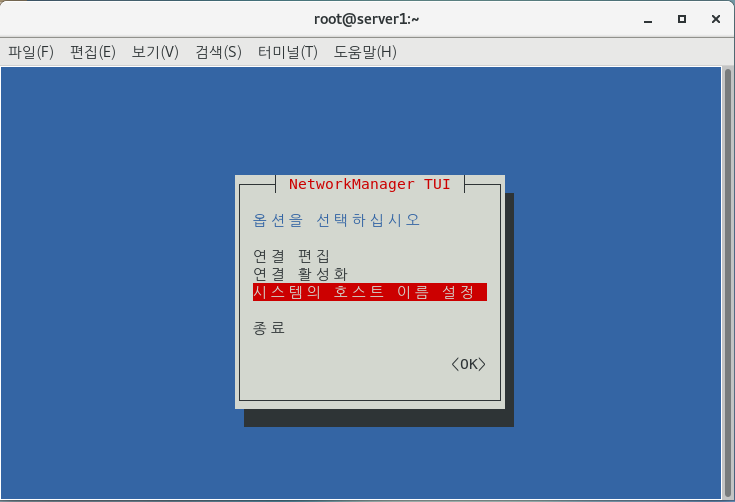 root@server1:~
파일(F) 편집(E) 보기(V) 검색(S) 터미널(T) 도움말(H)
NetworkManager TUI
옵션을 선택하십시오
연결 편집
연결 활성화
시스템의 호스트 이름 설정
종료
<OK>